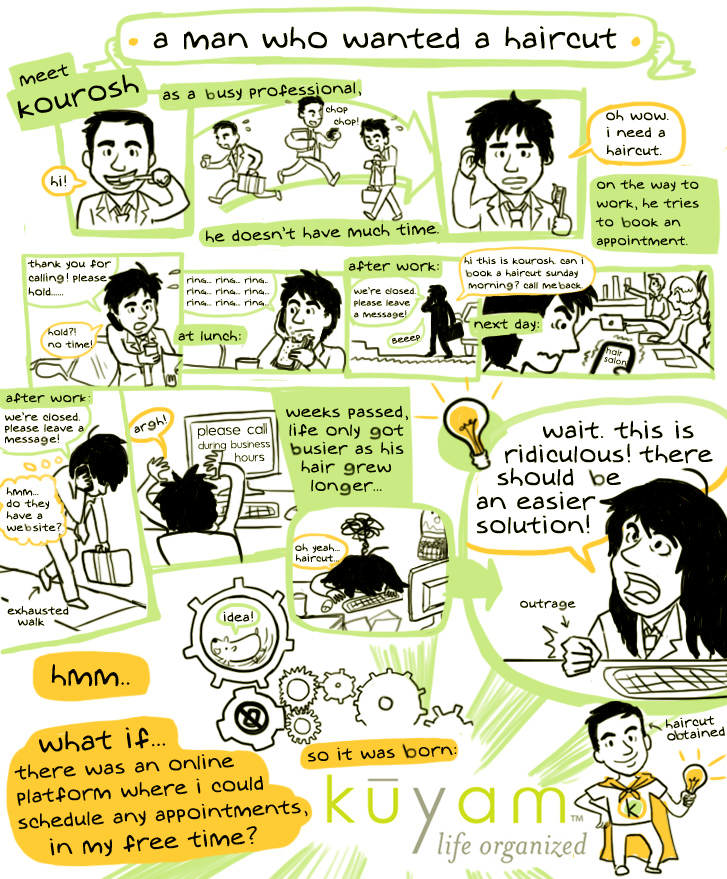 a man who wanted a haircut
meet
kourosh
as a busy professional,
hi!
chop
chop!
oh wow.
i need a
haircut.
he doesn't have much time.
on the way to
work, he tries
to book an
appointment.
thank you for
calling! please
hold......
hold?!
no time!
at lunch:
ring... ring... ring..
ring... ring... ring...
ring... ring... ring...
after work:
we're closed.
please leave
a message!
beeep
hi this is kourosh. can i
book a haircut sunday
morning? call me back.
next day:
hair
salon
after work:
we're closed.
please leave a
message!
hmm...
do they
have a
website?
exhausted
walk
argh!
please call
during business
hours
weeks passed,
life only got
busier as his
hair grew
longer...
oh yeah...
haircut...
wait. this is
ridiculous! there
should be
an easier
solution!
outrage
idea!
hmm..
what if...
there was an online
platform where i could
schedule any appointments,
in my free time?
so it was born:
kūyam™
life organized
haircut
obtained
k